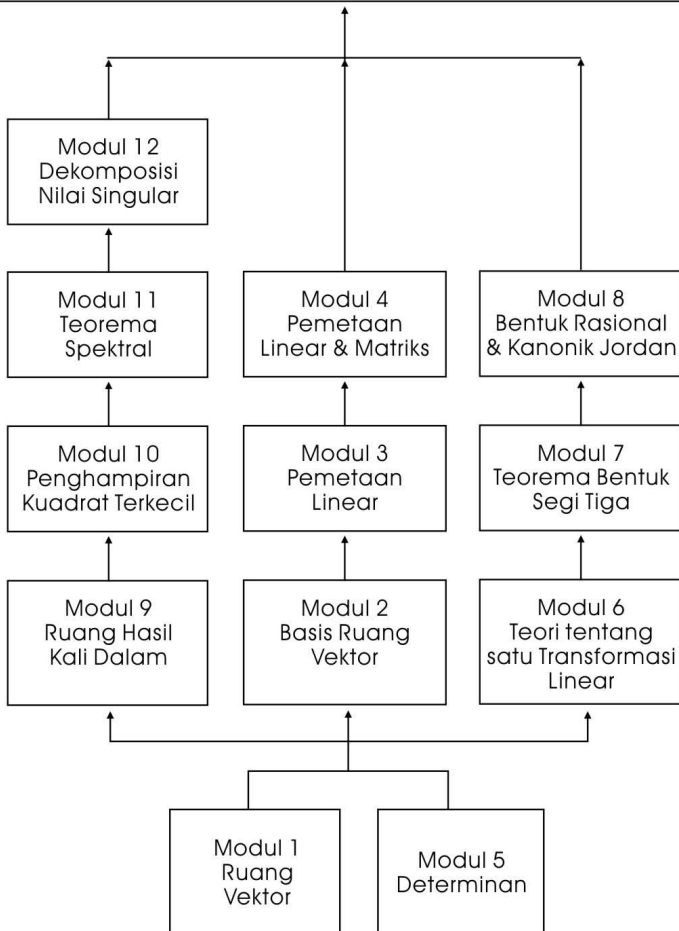 Modul 12
Dekomposisi
Nilai Singular
Modul 11
Teorema
Spektral
Modul 4
Pemetaan
Linear & Matriks
Modul 8
Bentuk Rasional
& Kanonik Jordan
Modul 10
Penghampiran
Kuadrat Terkecil
Modul 3
Pemetaan
Linear
Modul 7
Teorema Bentuk
Segi Tiga
Modul 9
Ruang Hasil
Kali Dalam
Modul 2
Basis Ruang
Vektor
Modul 6
Teori tentang
satu Transformasi
Linear
Modul 1
Ruang
Vektor
Modul 5
Determinan